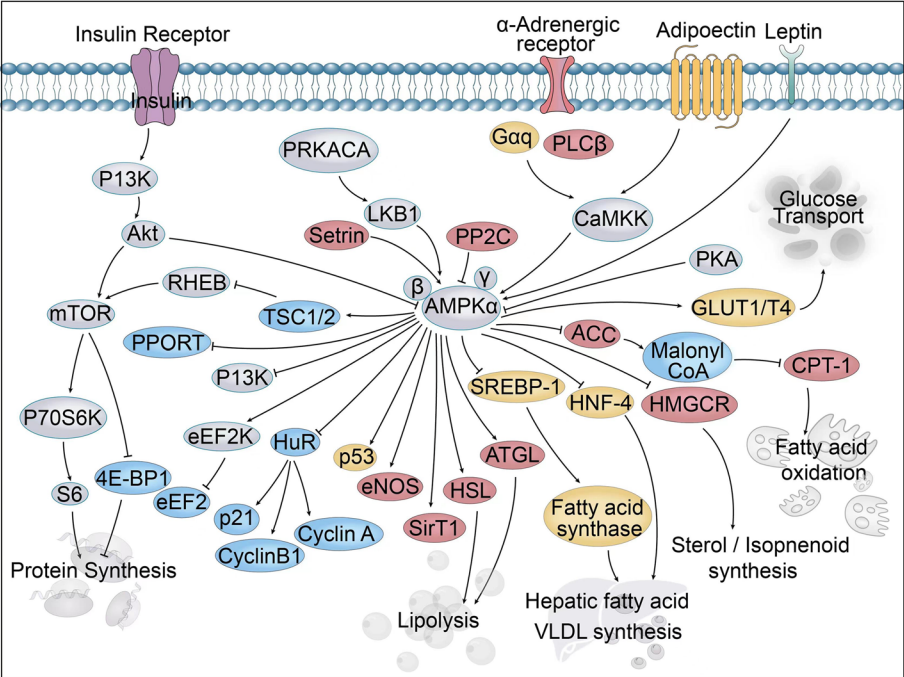 Insulin Receptor
α-Adrenergic
receptor
Adipoectin
Leptin
Insulin
Gαq
PLCβ
PRKACA
P13K
Glucose
Transport
LKB1
CaMKK
Akt
Setrin
PP2C
PKA
RHEB
β
γ
mTOR
AMPKα
GLUT1/T4
TSC1/2
ACC
PPORT
Malonyl
CoA
CPT-1
P13K
SREBP-1
HNF-4
HMGCR
P70S6K
eEF2K
HuR
p53
ATGL
Fatty acid
oxidation
4E-BP1
S6
eEF2
eNOS
HSL
p21
Cyclin A
SirT1
Fatty acid
synthase
CyclinB1
Sterol / Isopnenoid
synthesis
Protein Synthesis
Lipolysis
Hepatic fatty acid
VLDL synthesis